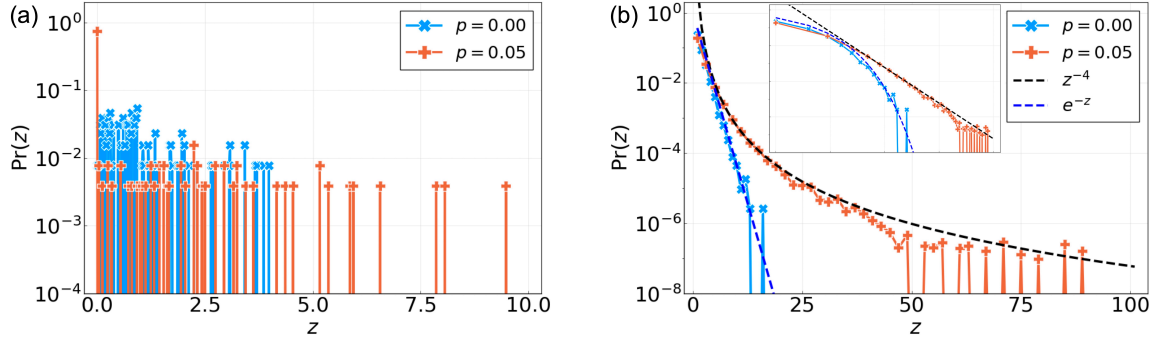 (a)
10^0
10^-1
10^-2
10^-3
10^-4
Pr(z)
0.0
2.5
5.0
7.5
10.0
z
p = 0.00
p = 0.05
(b)
10^0
10^-2
10^-4
10^-6
10^-8
Pr(z)
0
25
50
75
100
z
p = 0.00
p = 0.05
z^-4
e^-z